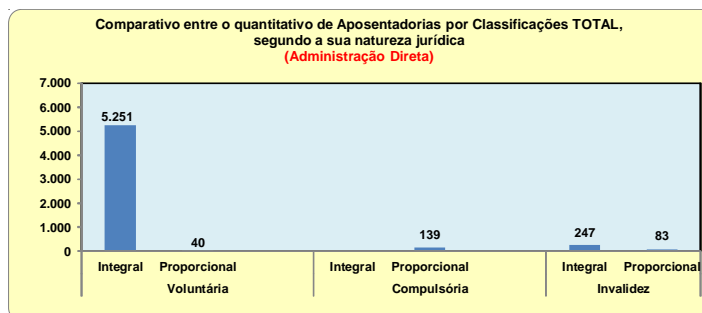 Comparativo entre o quantitativo de Aposentadorias por Classificações TOTAL,
segundo a sua natureza jurídica
(Administração Direta)
7.000
6.000
5.000
4.000
3.000
2.000
1.000
0
5.251
40
139
247
83
Integral Proporcional Integral Proporcional Integral Proporcional
Voluntária Compulsória Invalidez